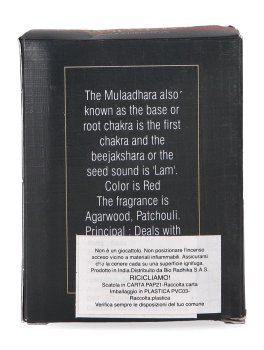 The Mulaadhara also
known as the base or
root chakra is the first
chakra and the
beejakshara or the
seed sound is 'Lam'.
Color is Red
The fragrance is
Agarwood, Patchouli.
Principal : Deals with
Non è un giocattolo. Non posizionare l'incenso
acceso vicino a materiali infiammabili. Assicurarsi
che la cenere cada su una superficie ignifuga.
Prodotto in India.Distribuito da Bio Radhika S.A.S.
RICICLIAMO!
Scatola in CARTA PAP21-Raccolta carta
Imballaggio in PLASTICA PVC03-
Raccolta plastica
Verifica sempre le disposizioni del tuo comune